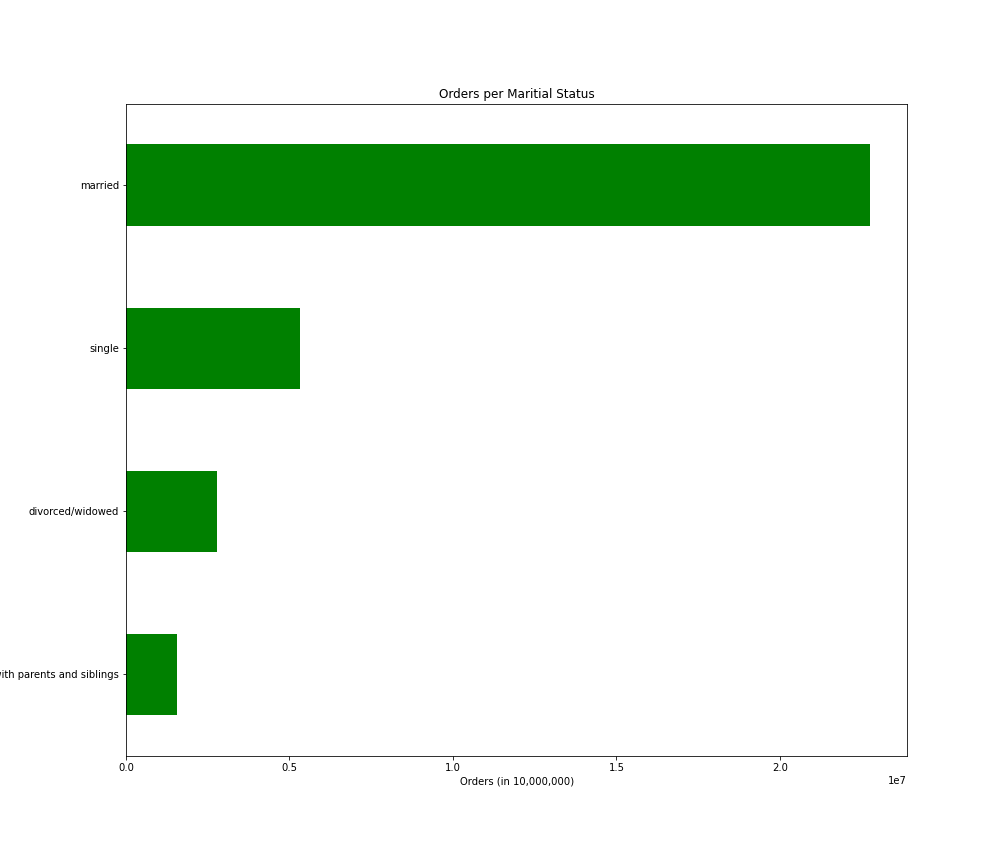 Orders per Maritial Status
married
single
divorced/widowed
with parents and siblings
0.0 0.5 1.0 1.5 2.0
Orders (in 10,000,000)
1e7